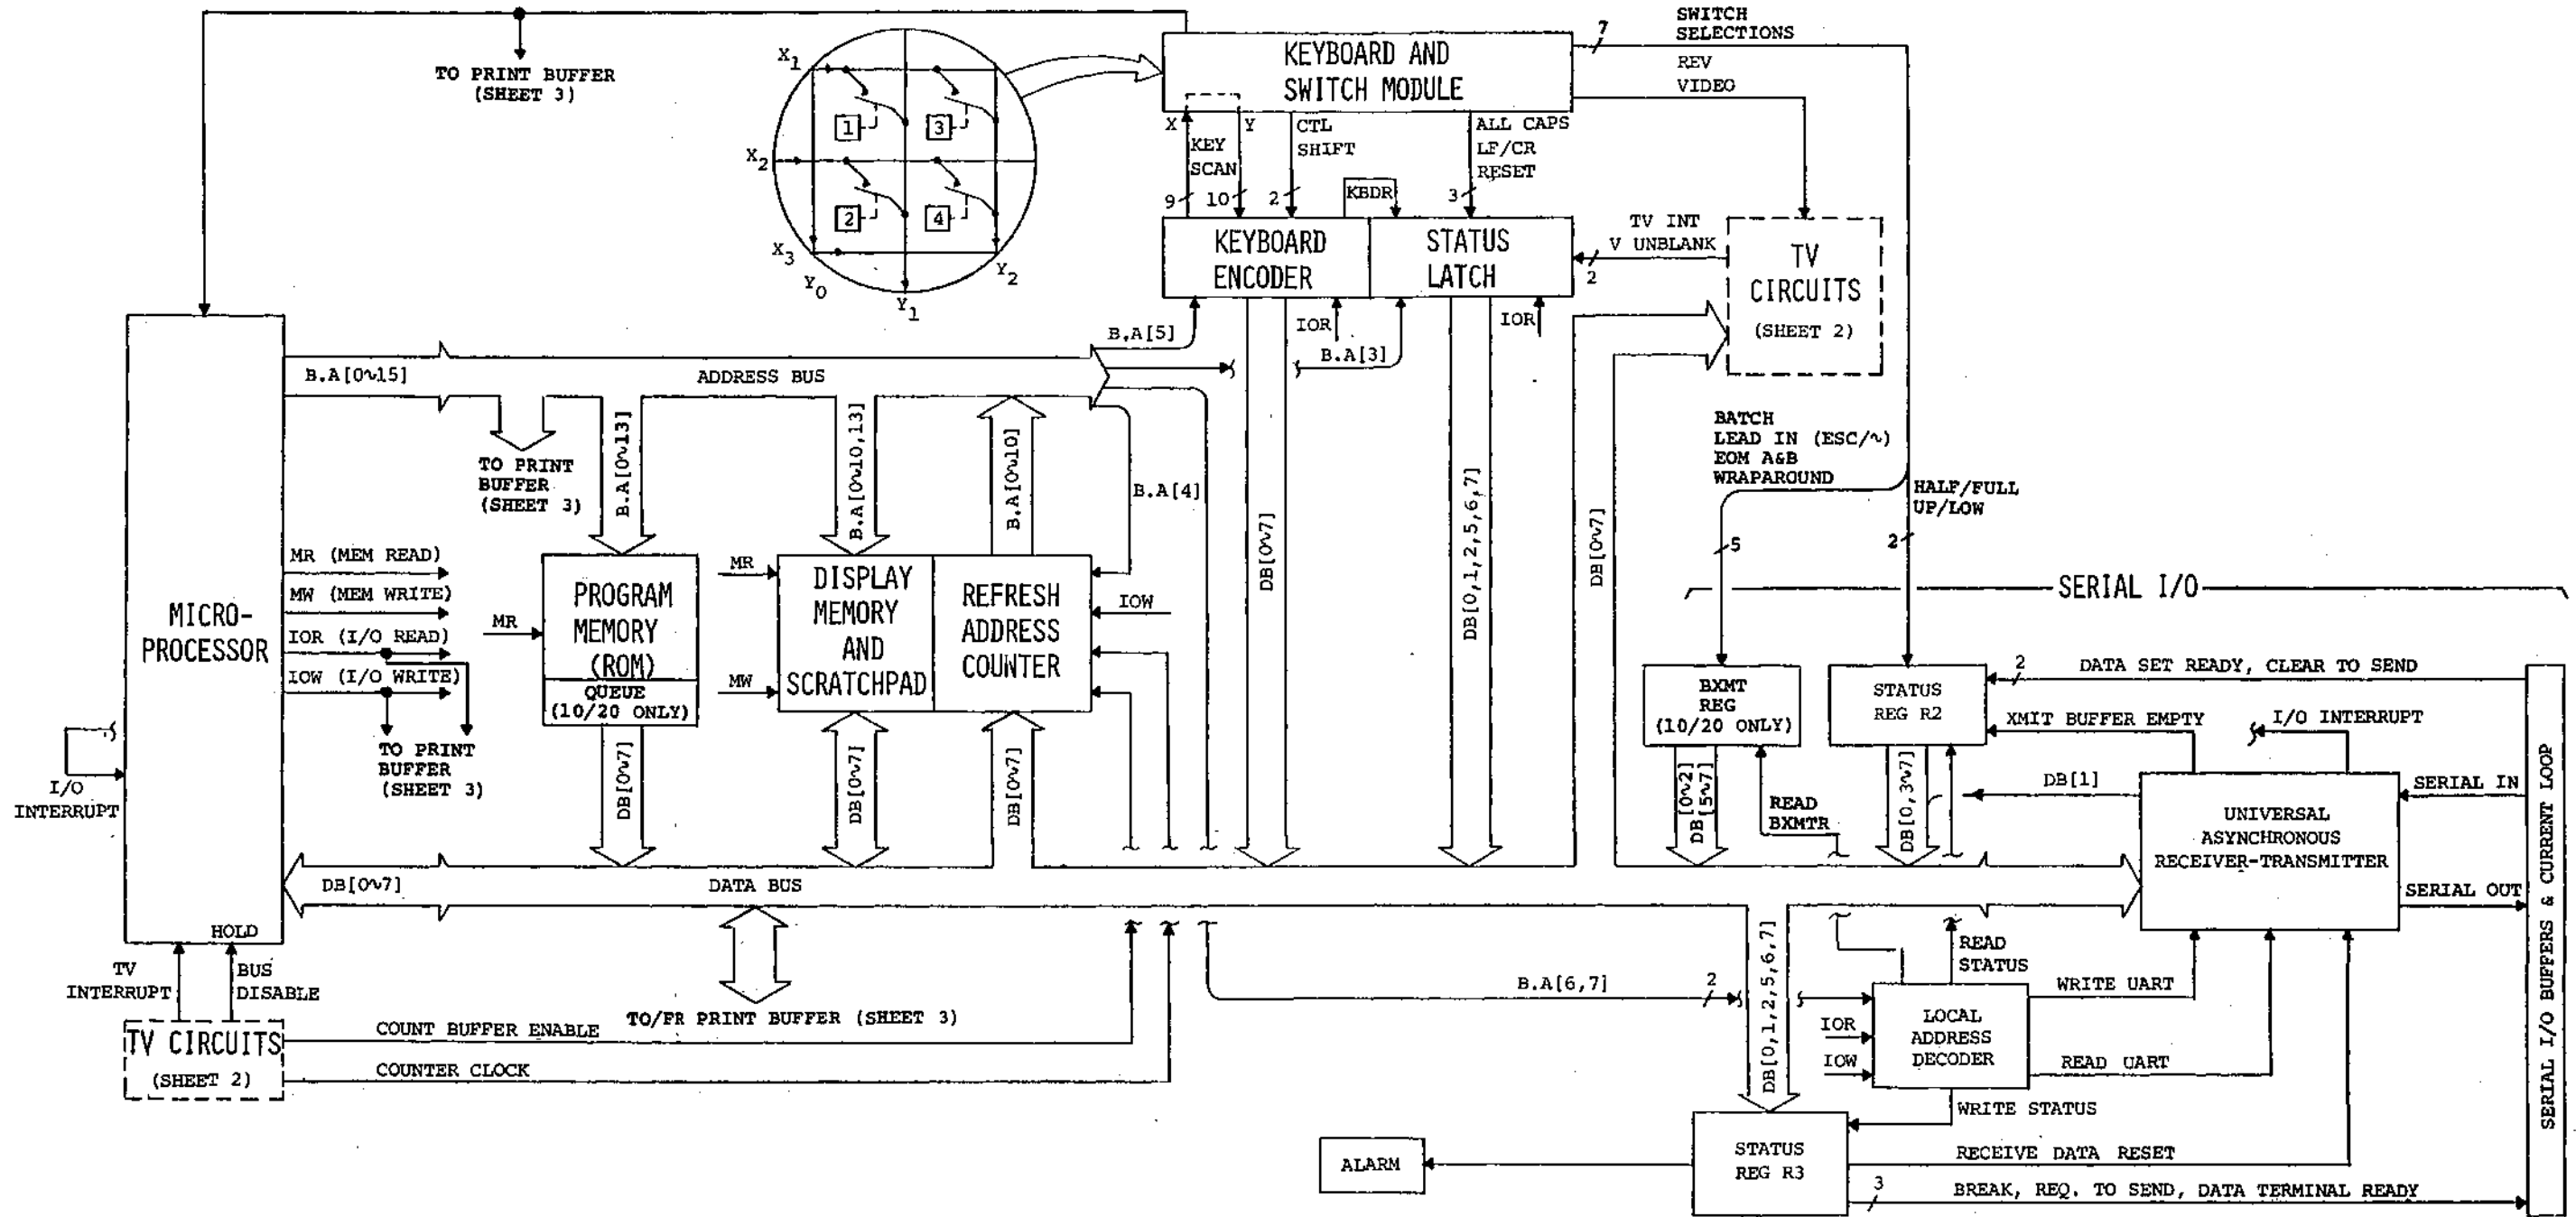 TO PRINT BUFFER
(SHEET 3)
X1
X2
X3
Y0
Y1
Y2
1
3
2
4
KEYBOARD AND
SWITCH MODULE
7
SWITCH
SELECTIONS
REV
VIDEO
X
Y
KEY
SCAN
9
10
CTL
SHIFT
2
KBDR
ALL CAPS
LF/CR
RESET
3
KEYBOARD
ENCODER
STATUS
LATCH
TV INT
V UNBLANK
2
TV
CIRCUITS
(SHEET 2)
B.A[5]
IOR
B.A[3]
IOR
MICRO-
PROCESSOR
HOLD
B.A[0∿15]
ADDRESS BUS
TO PRINT
BUFFER
(SHEET 3)
B.A[0∿13]
B.A[0∿10,13]
B.A[0∿10]
B.A[4]
MR (MEM READ)
MW (MEM WRITE)
IOR (I/O READ)
IOW (I/O WRITE)
TO PRINT
BUFFER
(SHEET 3)
I/O
INTERRUPT
MR
PROGRAM
MEMORY
(ROM)
QUEUE
(10/20 ONLY)
MR
MW
DISPLAY
MEMORY
AND
SCRATCHPAD
REFRESH
ADDRESS
COUNTER
IOW
DB[0∿7]
DB[0∿7]
DB[0∿7]
DB[0∿7]
DB[0,1,2,5,6,7]
DB[0∿7]
BATCH
LEAD IN (ESC/∿)
EOM A&B
WRAPAROUND
HALF/FULL
UP/LOW
5
2
SERIAL I/O
BXMT
REG
(10/20 ONLY)
STATUS
REG R2
2
DATA SET READY, CLEAR TO SEND
XMIT BUFFER EMPTY
I/O INTERRUPT
DB[1]
SERIAL IN
DB[0∿2]
[5∿7]
READ
BXMTR
DB[0,3∿7]
UNIVERSAL
ASYNCHRONOUS
RECEIVER-TRANSMITTER
SERIAL OUT
SERIAL I/O BUFFERS & CURRENT LOOP
DB[0∿7]
DATA BUS
TV
INTERRUPT
BUS
DISABLE
TO/FR PRINT BUFFER (SHEET 3)
TV CIRCUITS
(SHEET 2)
COUNT BUFFER ENABLE
COUNTER CLOCK
B.A[6,7]
2
DB[0,1,2,5,6,7]
READ
STATUS
IOR
IOW
LOCAL
ADDRESS
DECODER
WRITE UART
READ UART
WRITE STATUS
ALARM
STATUS
REG R3
RECEIVE DATA RESET
3
BREAK, REQ. TO SEND, DATA TERMINAL READY